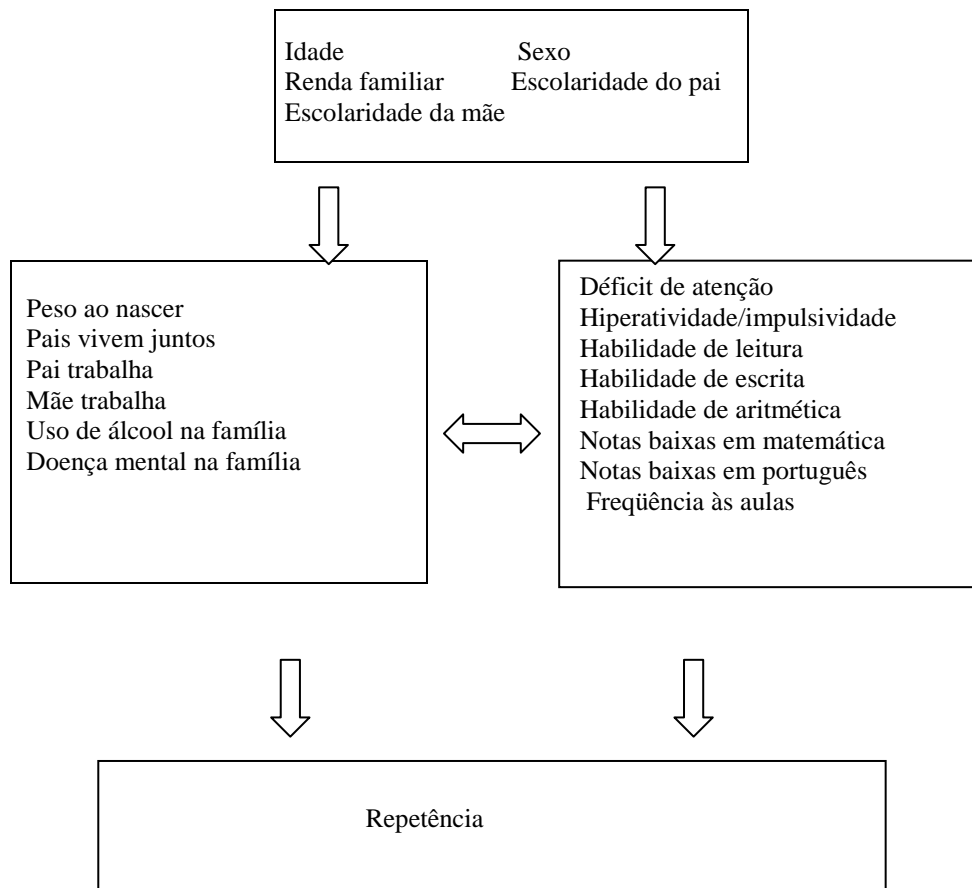 Idade Sexo
Renda familiar Escolaridade do pai
Escolaridade da mãe
Peso ao nascer
Pais vivem juntos
Pai trabalha
Mãe trabalha
Uso de álcool na família
Doença mental na família
Déficit de atenção
Hiperatividade/impulsividade
Habilidade de leitura
Habilidade de escrita
Habilidade de aritmética
Notas baixas em matemática
Notas baixas em português
Freqüência às aulas
Repetência